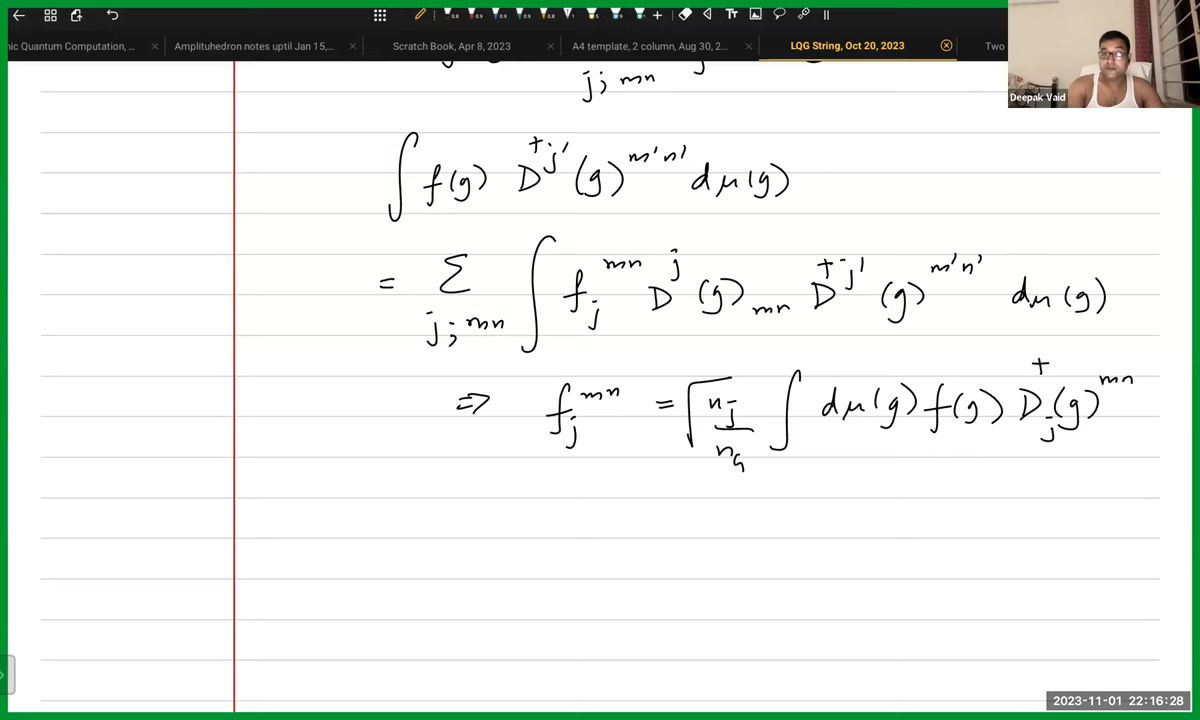 nic Quantum Computation, ... × Amplituhedron notes uptil Jan 15,... × Scratch Book, Apr 8, 2023 × A4 template, 2 column, Aug 30, 2... × LQG String, Oct 20, 2023 Two
Deepak Vaid
j; mn
∫ f(g) D^{†j'}(g)^{m'n'} dμ(g)
= Σ_{j; mn} ∫ f_j^{mn} D^j(g)_{mn} D^{†j'}(g)^{m'n'} dμ(g)
⇒ f_j^{mn} = √(n_j/n_G) ∫ dμ(g) f(g) D_j^†(g)^{mn}
2023-11-01 22:16:28